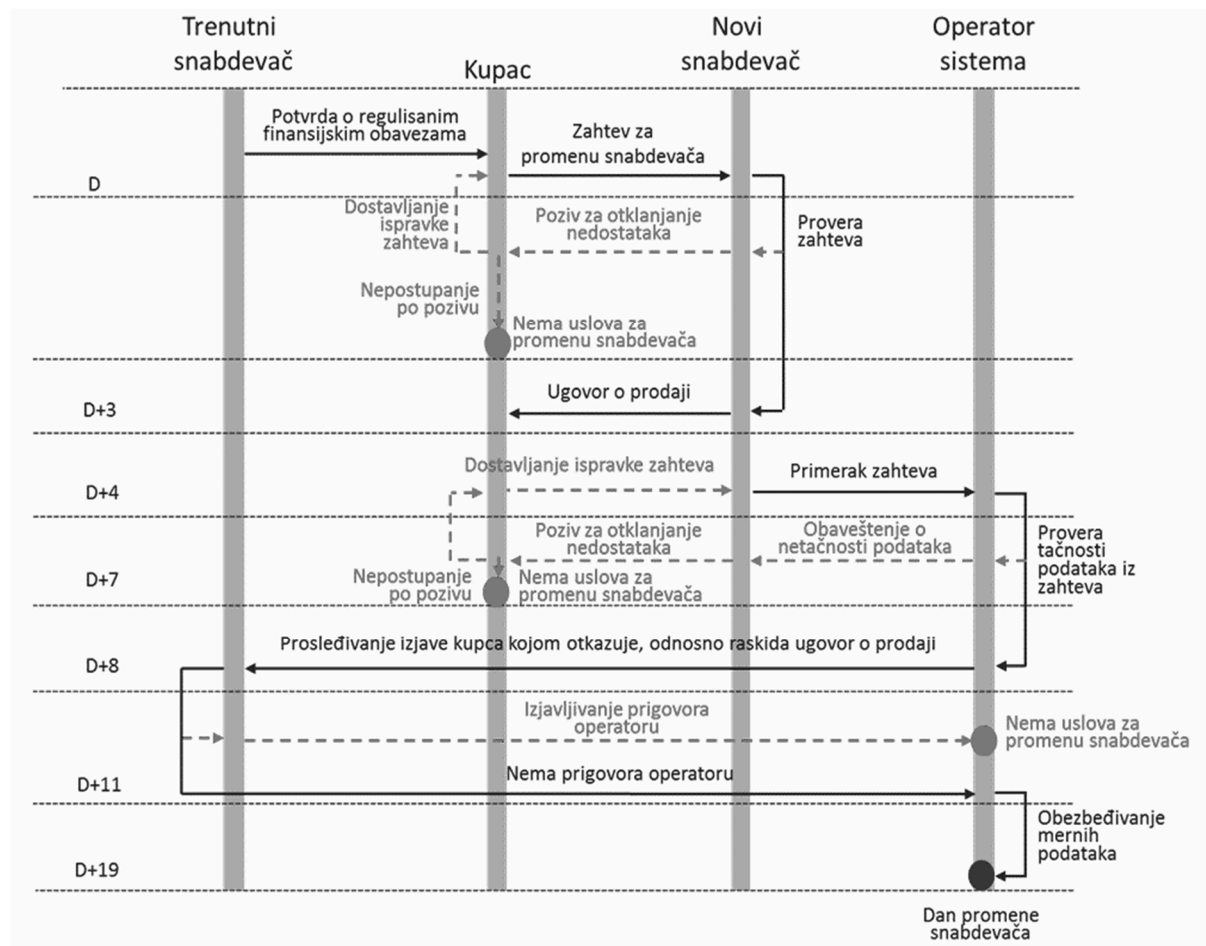 Trenutni
snabdevač
Kupac
Novi
snabdevač
Operator
sistema
Potvrda o regulisanim
finansijskim obavezama
Zahtev za
promenu snabdevača
D
Dostavljanje
ispravke
zahteva
Poziv za otklanjanje
nedostataka
Provera
zahteva
Nepostupanje
po pozivu
Nema uslova za
promenu snabdevača
Ugovor o prodaji
D+3
Dostavljanje ispravke zahteva
Primerak zahteva
D+4
Poziv za otklanjanje
nedostataka
Obaveštenje o
netačnosti podataka
Provera
tačnosti
podataka iz
zahteva
D+7
Nepostupanje
po pozivu
Nema uslova za
promenu snabdevača
Prosleđivanje izjave kupca kojom otkazuje, odnosno raskida ugovor o prodaji
D+8
Izjavljivanje prigovora
operatoru
Nema uslova za
promenu snabdevača
Nema prigovora operatoru
D+11
Obezbeđivanje
mernih
podataka
D+19
Dan promene
snabdevača